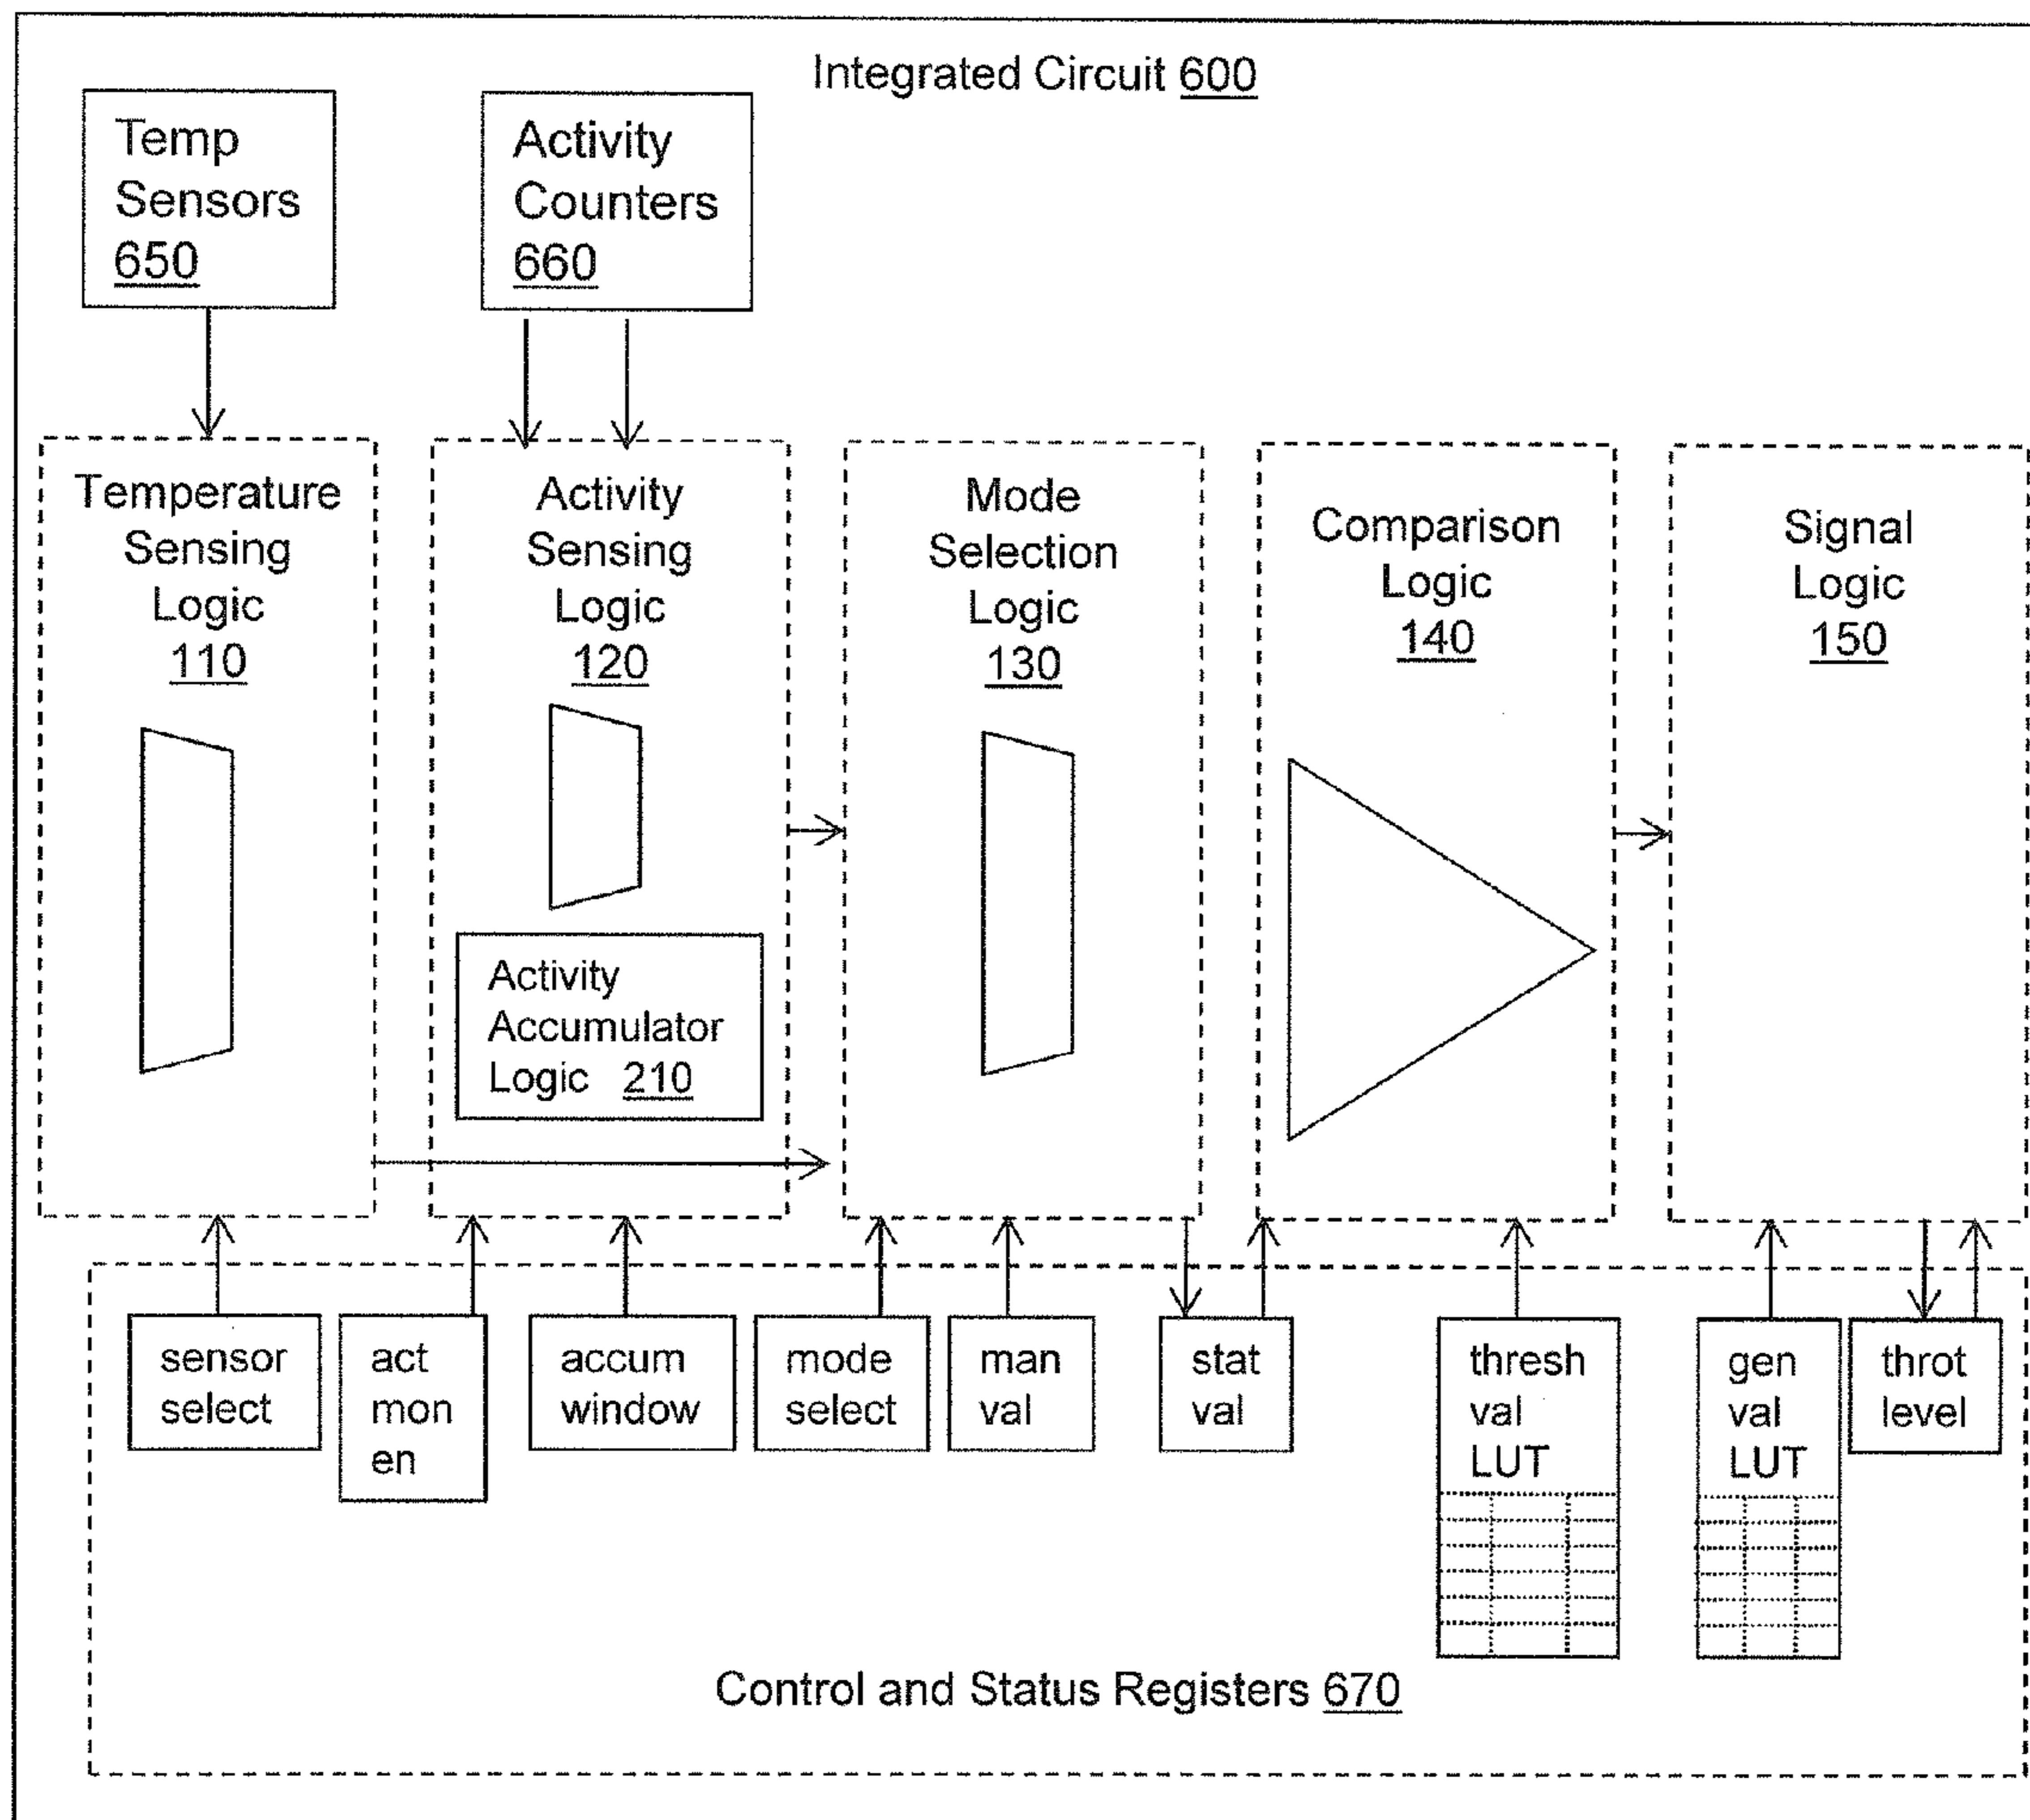 Integrated Circuit 600
Temp
Sensors
650
Activity
Counters
660
Temperature
Sensing
Logic
110
Activity
Sensing
Logic
120
Activity
Accumulator
Logic 210
Mode
Selection
Logic
130
Comparison
Logic
140
Signal
Logic
150
sensor
select
act
mon
en
accum
window
mode
select
man
val
stat
val
thresh
val
LUT
gen
val
LUT
throt
level
Control and Status Registers 670